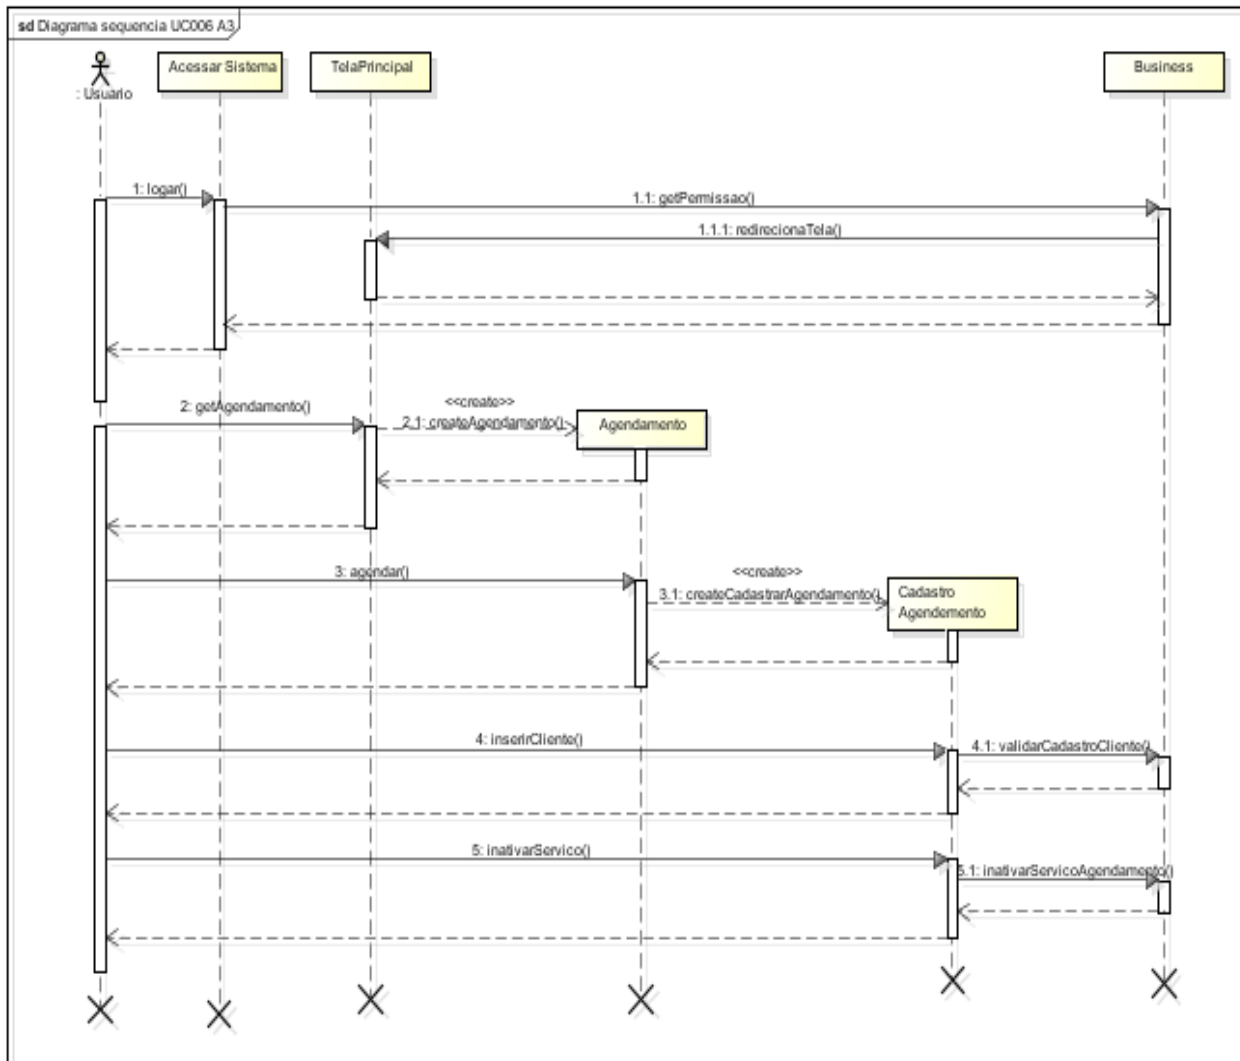 sd Diagrama sequencia UC006 A3
: Usuario
Acessar Sistema
TelaPrincipal
Business
1: logar()
1.1: getPermissao()
1.1.1: redirecionaTela()
2: getAgendamento()
<<create>>
2.1: createAgendamento()
Agendamento
3: agendar()
<<create>>
3.1: createCadastrarAgendamento()
Cadastro
Agendemento
4: inserirCliente()
4.1: validarCadastroCliente()
5: inativarServico()
5.1: inativarServicoAgendamento()